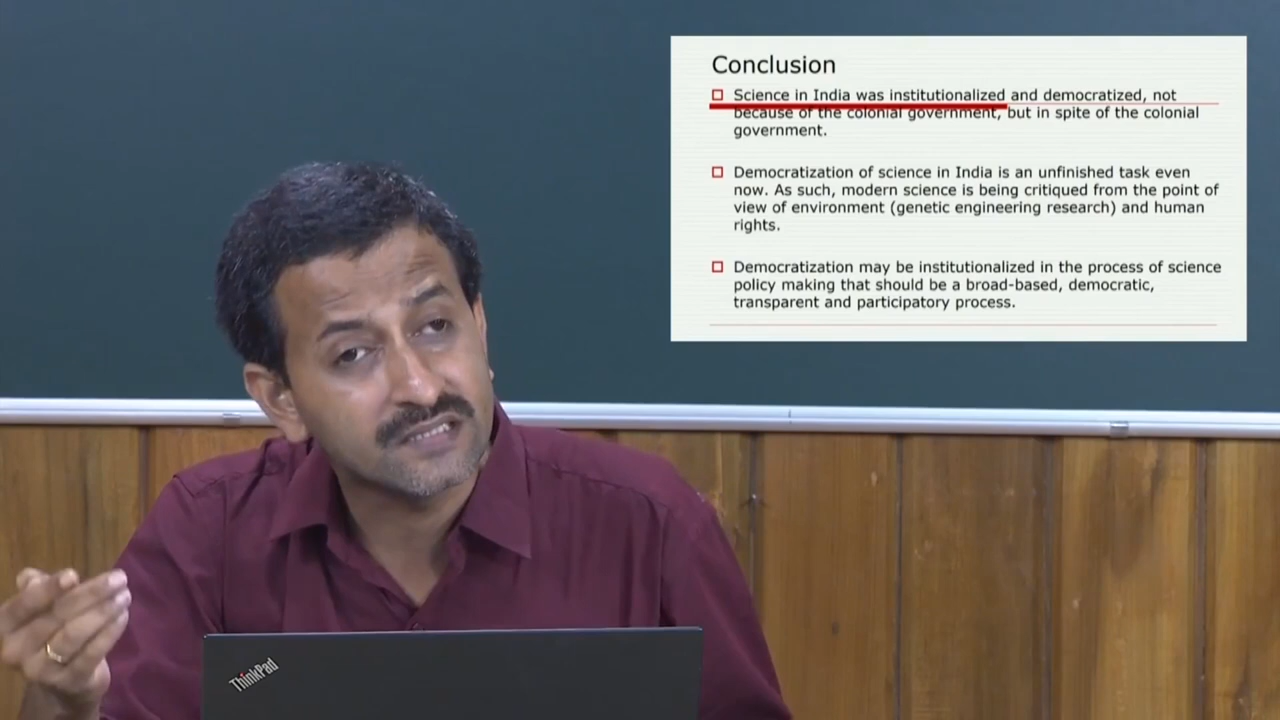 Conclusion
Science in India was institutionalized and democratized, not
because of the colonial government, but in spite of the colonial
government.
Democratization of science in India is an unfinished task even
now. As such, modern science is being critiqued from the point of
view of environment (genetic engineering research) and human
rights.
Democratization may be institutionalized in the process of science
policy making that should be a broad-based, democratic,
transparent and participatory process.
ThinkPad